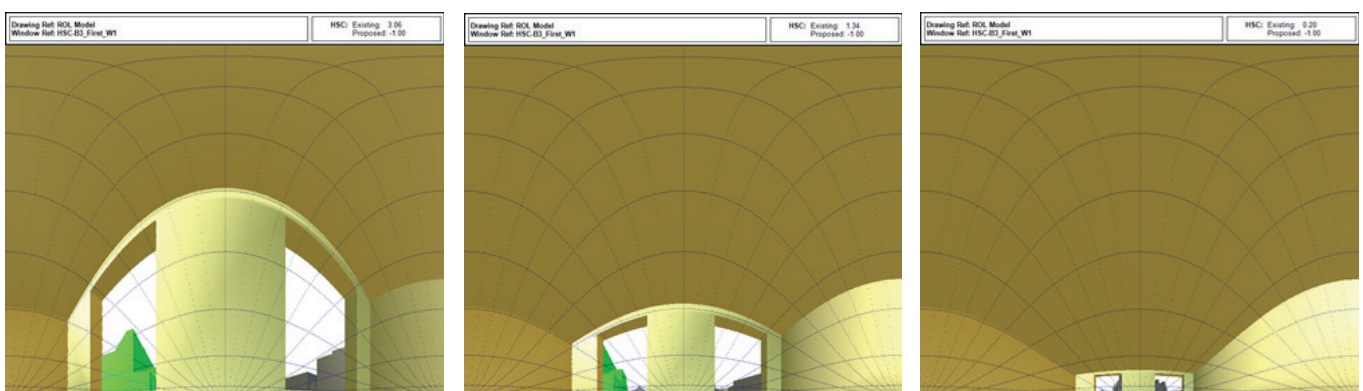 Drawing Ref: ROL Model
Window Ref: HSC-B3_First_W1
HSC: Existing: 3.06
Proposed: -1.00
Drawing Ref: ROL Model
Window Ref: HSC-B3_First_W1
HSC: Existing: 1.34
Proposed: -1.00
Drawing Ref: ROL Model
Window Ref: HSC-B3_First_W1
HSC: Existing: 0.20
Proposed: -1.00